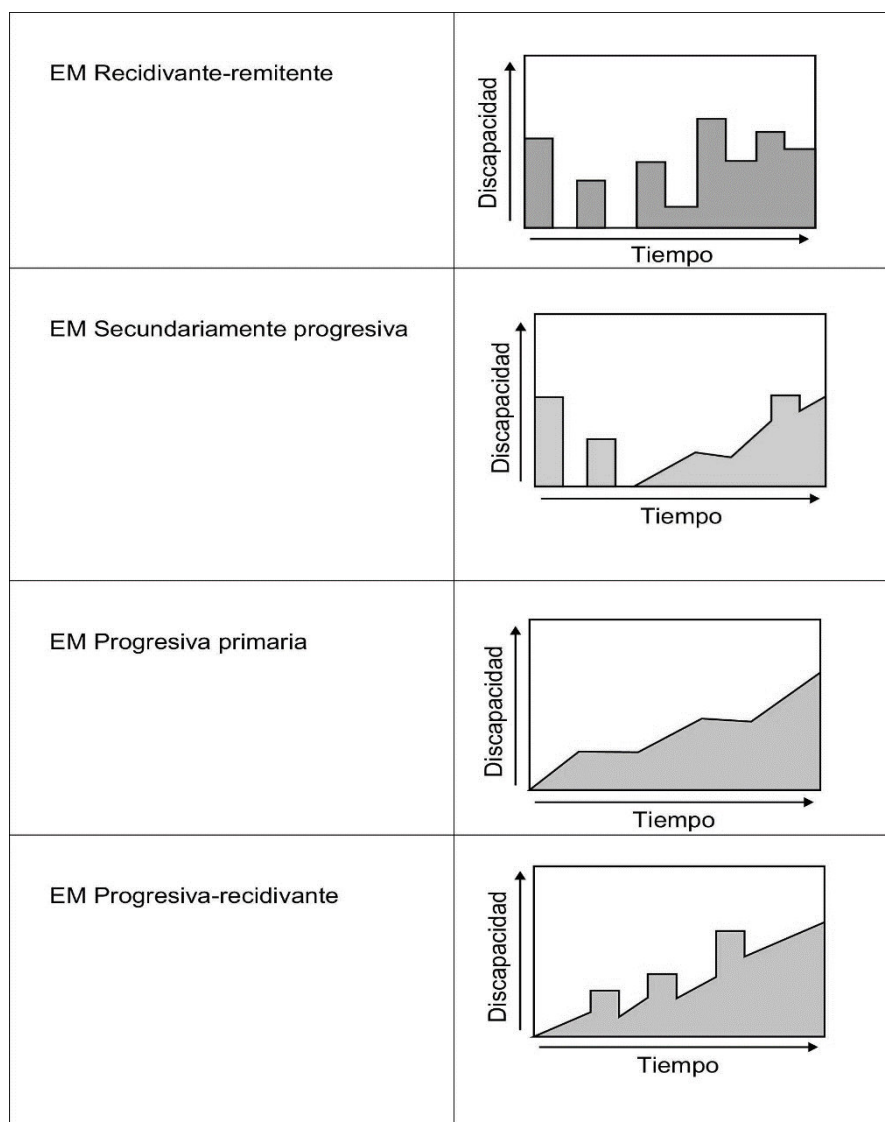 EM Recidivante-remitente
Discapacidad
Tiempo
EM Secundariamente progresiva
Discapacidad
Tiempo
EM Progresiva primaria
Discapacidad
Tiempo
EM Progresiva-recidivante
Discapacidad
Tiempo